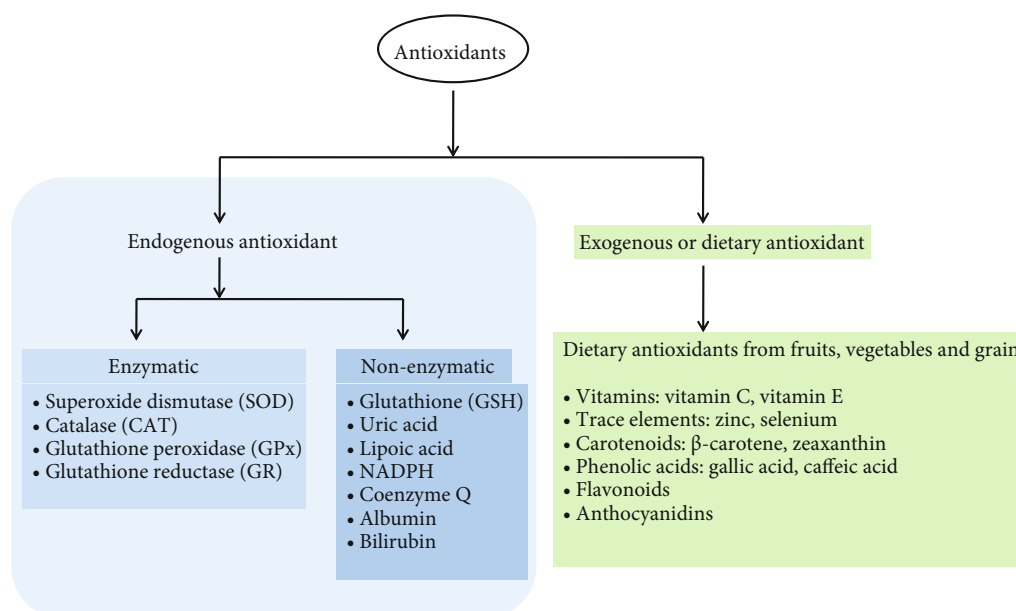 Antioxidants
Endogenous antioxidant
Exogenous or dietary antioxidant
Enzymatic
• Superoxide dismutase (SOD)
• Catalase (CAT)
• Glutathione peroxidase (GPx)
• Glutathione reductase (GR)
Non-enzymatic
• Glutathione (GSH)
• Uric acid
• Lipoic acid
• NADPH
• Coenzyme Q
• Albumin
• Bilirubin
Dietary antioxidants from fruits, vegetables and grain
• Vitamins: vitamin C, vitamin E
• Trace elements: zinc, selenium
• Carotenoids: β-carotene, zeaxanthin
• Phenolic acids: gallic acid, caffeic acid
• Flavonoids
• Anthocyanidins